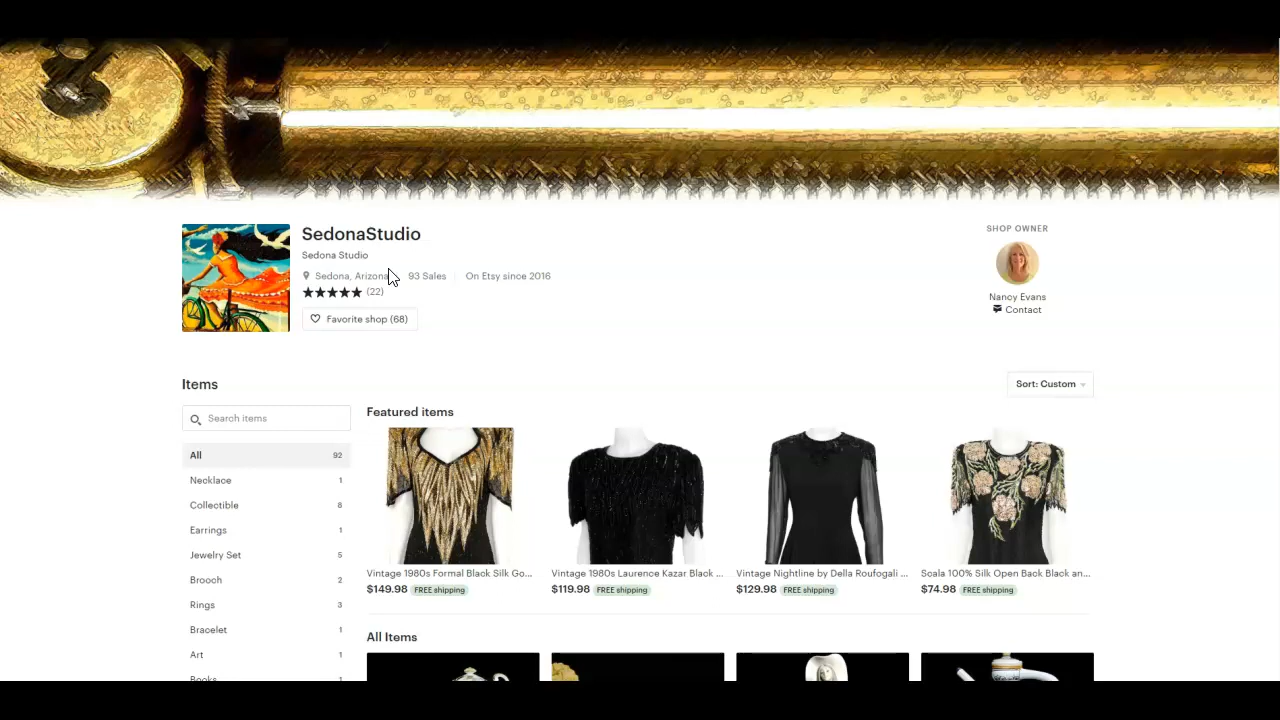 SedonaStudio
Sedona Studio
Sedona, Arizona 93 Sales On Etsy since 2016
(22)
Favorite shop (68)
SHOP OWNER
Nancy Evans
Contact
Items
Sort: Custom
Search items
All 92
Necklace 1
Collectible 8
Earrings 1
Jewelry Set 5
Brooch 2
Rings 3
Bracelet 1
Art 1
Books 1
Featured items
Vintage 1980s Formal Black Silk Go...
$149.98 FREE shipping
Vintage 1980s Laurence Kazar Black ...
$119.98 FREE shipping
Vintage Nightline by Della Roufogali ...
$129.98 FREE shipping
Scala 100% Silk Open Back Black an...
$74.98 FREE shipping
All Items